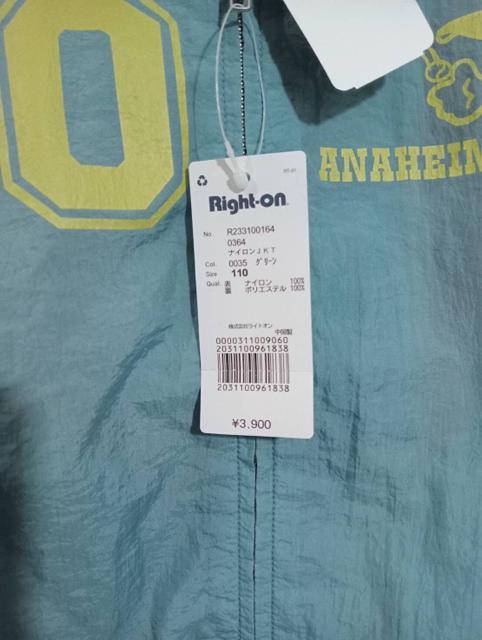 0
ANAHEIM
Right-on
No. R233100164
0364
ナイロンJKT
Col. 0035 グリーン
Size 110
Qual. 表 ナイロン 100%
裏 ポリエステル 100%
株式会社ライトオン
中国製
0000311009060
2031100961838
2031100961838
¥3,900